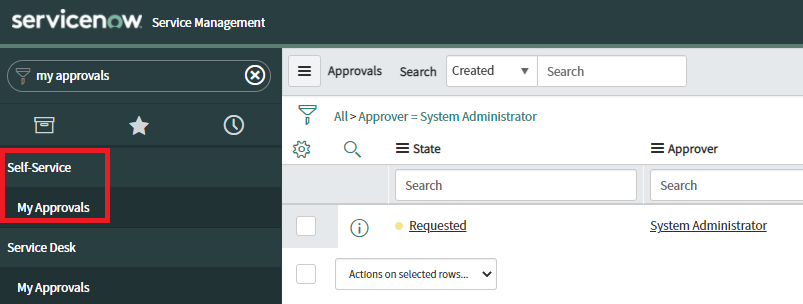 servicenow Service Management
my approvals
Self-Service
My Approvals
Service Desk
My Approvals
Approvals Search Created Search
All > Approver = System Administrator
State Approver
Search Search
Requested System Administrator
Actions on selected rows...